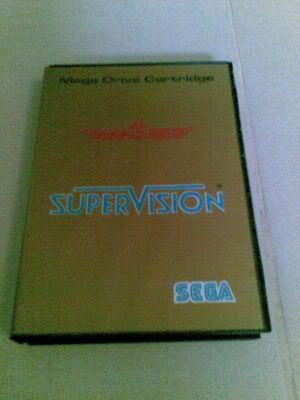 Mega Drive Cartridge
SUPERVISION
SEGA